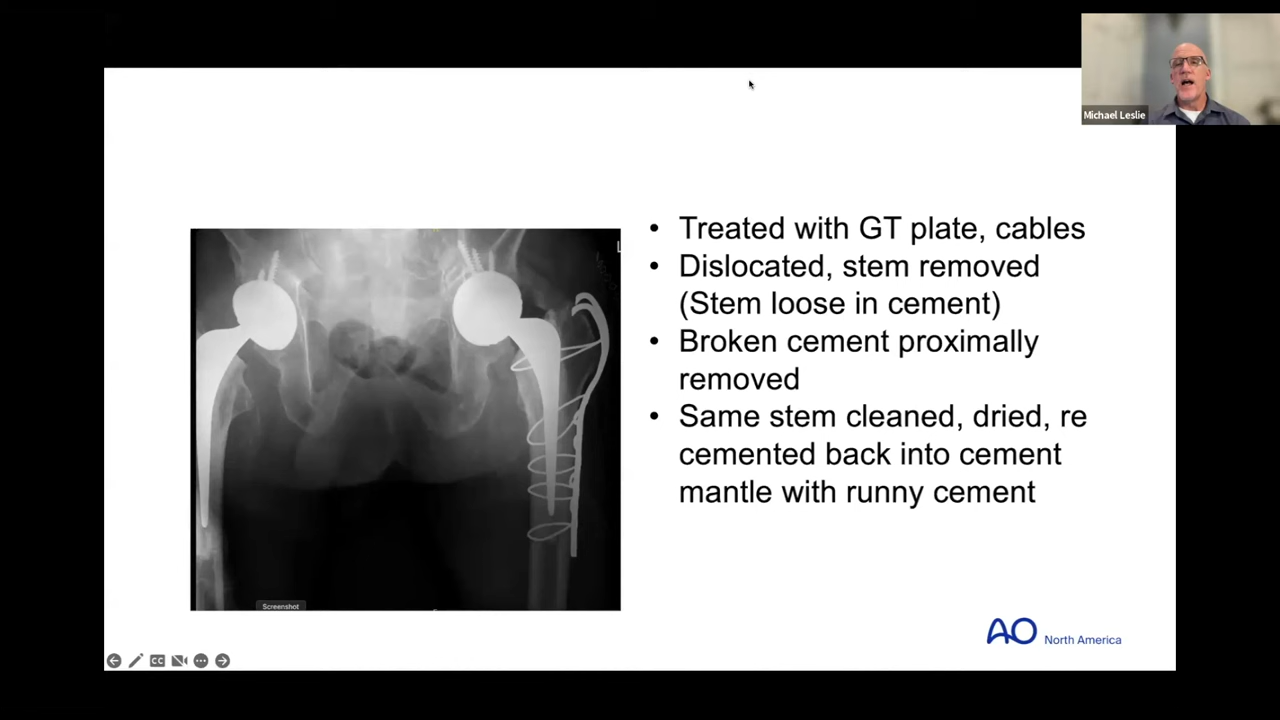 Michael Leslie
L
• Treated with GT plate, cables
• Dislocated, stem removed
(Stem loose in cement)
• Broken cement proximally
removed
• Same stem cleaned, dried, re
cemented back into cement
mantle with runny cement
Screenshot
AO North America
CC